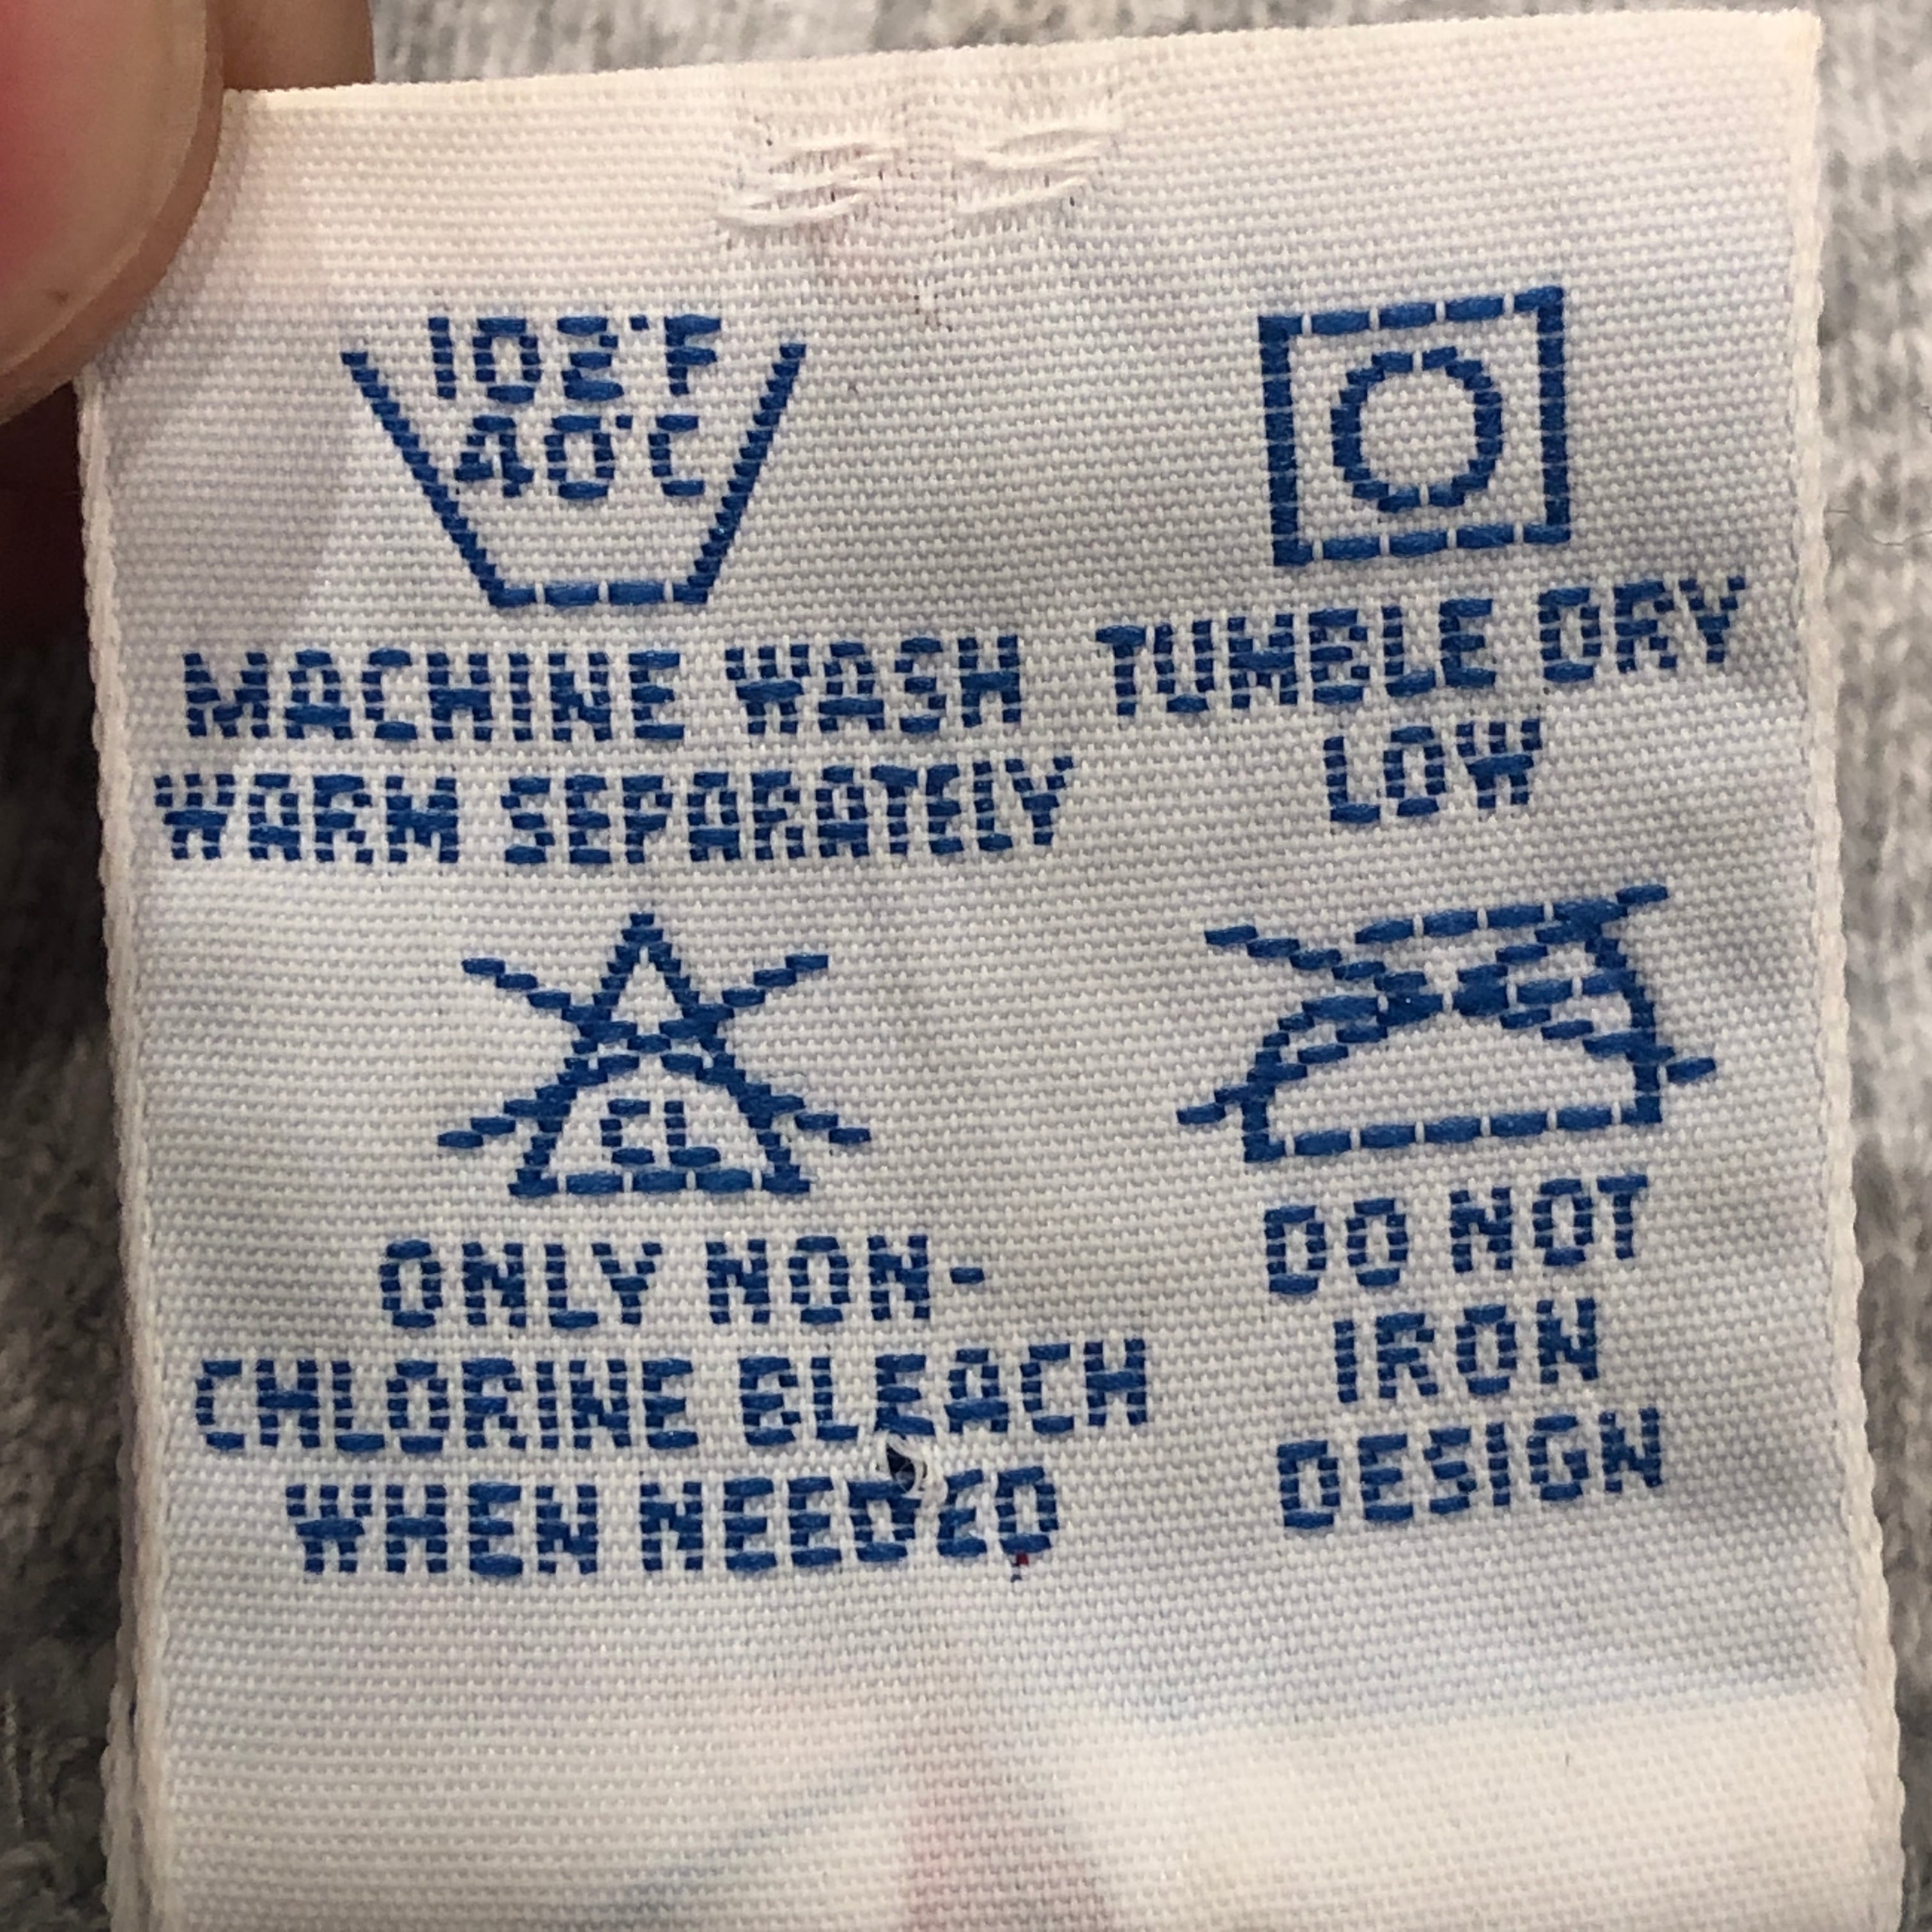 102°F
40°C
MACHINE WASH
WARM SEPARATELY
TUMBLE DRY
LOW
CL
ONLY NON-
CHLORINE BLEACH
WHEN NEEDED
DO NOT
IRON
DESIGN